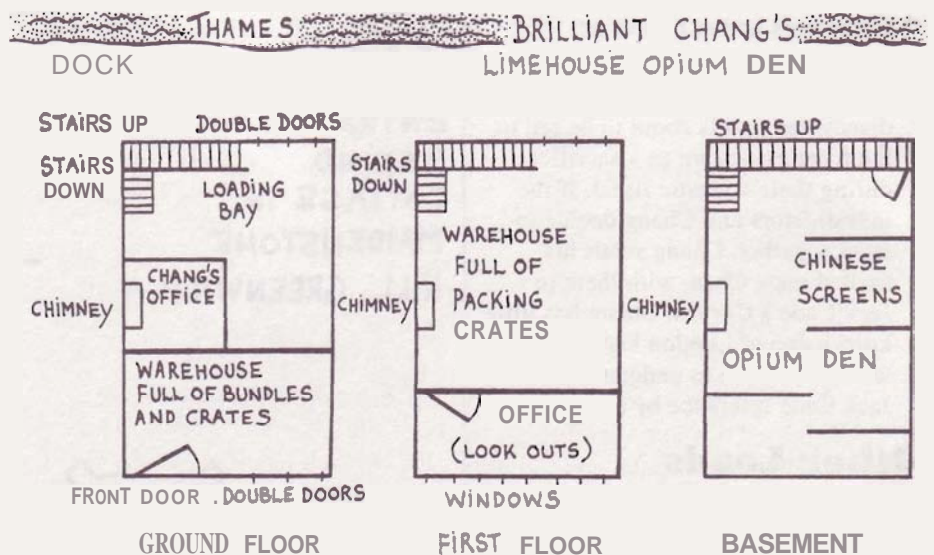 THAMES
BRILLIANT CHANG'S
DOCK
LIMEHOUSE OPIUM DEN
STAIRS UP
DOUBLE DOORS
STAIRS
DOWN
LOADING
BAY
CHANG'S
OFFICE
CHIMNEY
WAREHOUSE
FULL OF BUNDLES
AND CRATES
FRONT DOOR . DOUBLE DOORS
GROUND FLOOR
STAIRS
DOWN
WAREHOUSE
FULL OF
PACKING
CRATES
CHIMNEY
OFFICE
(LOOK OUTS)
WINDOWS
FIRST FLOOR
STAIRS UP
CHINESE
SCREENS
CHIMNEY
OPIUM DEN
BASEMENT